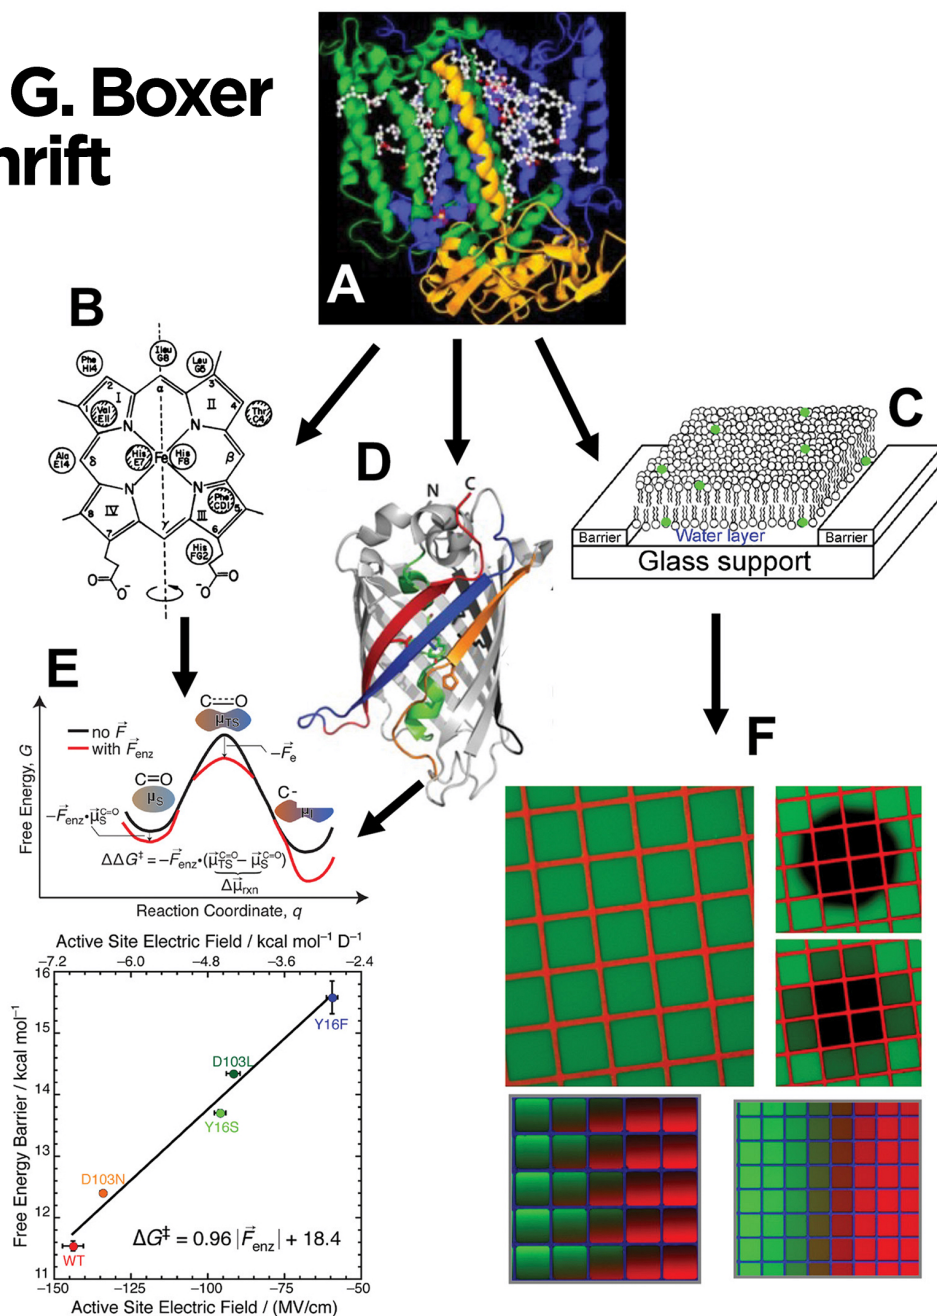 G. Boxer
hrift
A
B
Phe
H14
Ileu
G8
Leu
G5
Val
E11
Thr
C4
Ala
E14
His
E7
His
F8
Phe
CD1
His
FG2
1
2
3
4
5
6
7
8
I
II
III
IV
α
β
γ
δ
N
N
N
N
Fe
O
O⁻
O
O⁻
C
Barrier
Water layer
Barrier
Glass support
D
N
C
E
Free Energy, G
no F⃗
with F⃗enz
C=O
μTS
−F⃗e
C=O
μS
C-
μI
−F⃗enz•μ⃗S C=O
ΔΔG‡ = −F⃗enz•(μ⃗TS C=O − μ⃗S C=O)
Δμ⃗rxn
Reaction Coordinate, q
Active Site Electric Field / kcal mol⁻¹ D⁻¹
−7.2 −6.0 −4.8 −3.6 −2.4
Free Energy Barrier / kcal mol⁻¹
16
15
14
13
12
11
Y16F
D103L
Y16S
D103N
WT
ΔG‡ = 0.96 |F⃗enz| + 18.4
−150 −125 −100 −75 −50
Active Site Electric Field / (MV/cm)
F